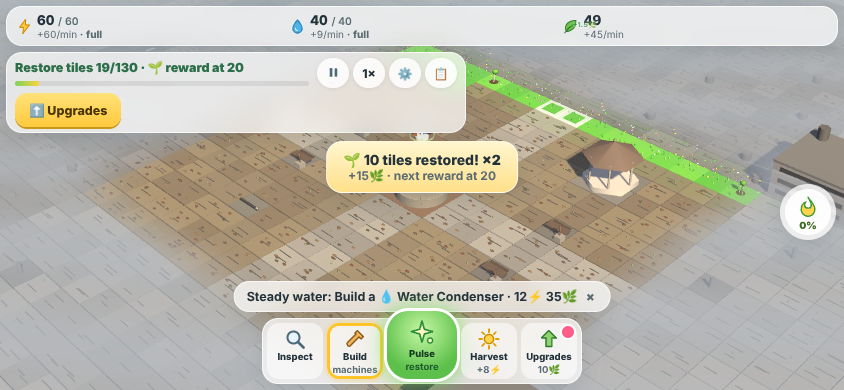 60 / 60
+60/min · full
40 / 40
+9/min · full
49
+45/min
Restore tiles 19/130 · 🌱 reward at 20
1×
⬆️ Upgrades
🌱 10 tiles restored! ×2
+15🌿 · next reward at 20
0%
Steady water: Build a 💧 Water Condenser · 12⚡ 35🌿 ✖
Inspect
Build
machines
Pulse
restore
Harvest
+8⚡
Upgrades
10🌿